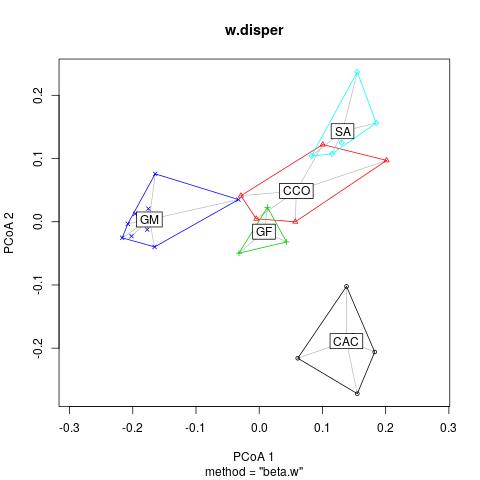 w.disper
PCoA 2
0.2
0.1
0.0
-0.1
-0.2
SA
CCO
GM
GF
CAC
-0.3
-0.2
-0.1
0.0
0.1
0.2
0.3
PCoA 1
method = "beta.w"